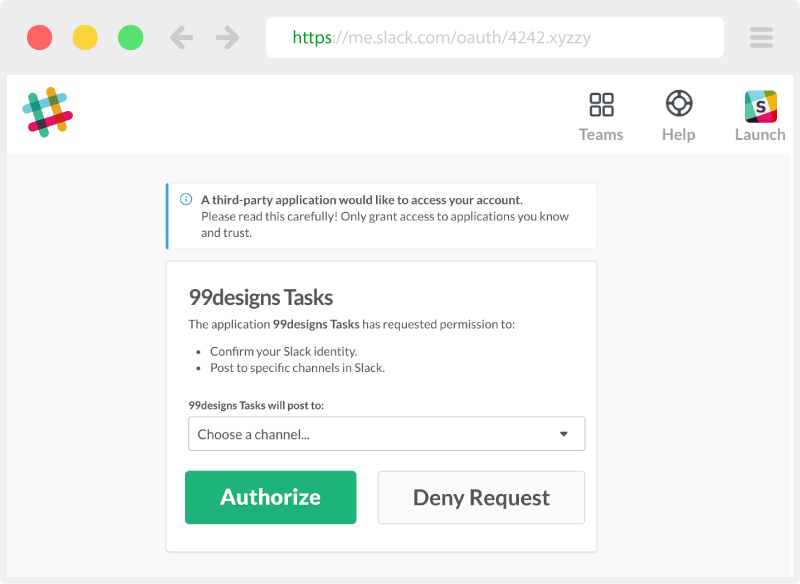 https://me.slack.com/oauth/4242.xyzzy
Teams
Help
S
Launch
A third-party application would like to access your account.
Please read this carefully! Only grant access to applications you know
and trust.
99designs Tasks
The application 99designs Tasks has requested permission to:
• Confirm your Slack identity.
• Post to specific channels in Slack.
99designs Tasks will post to:
Choose a channel...
Authorize
Deny Request